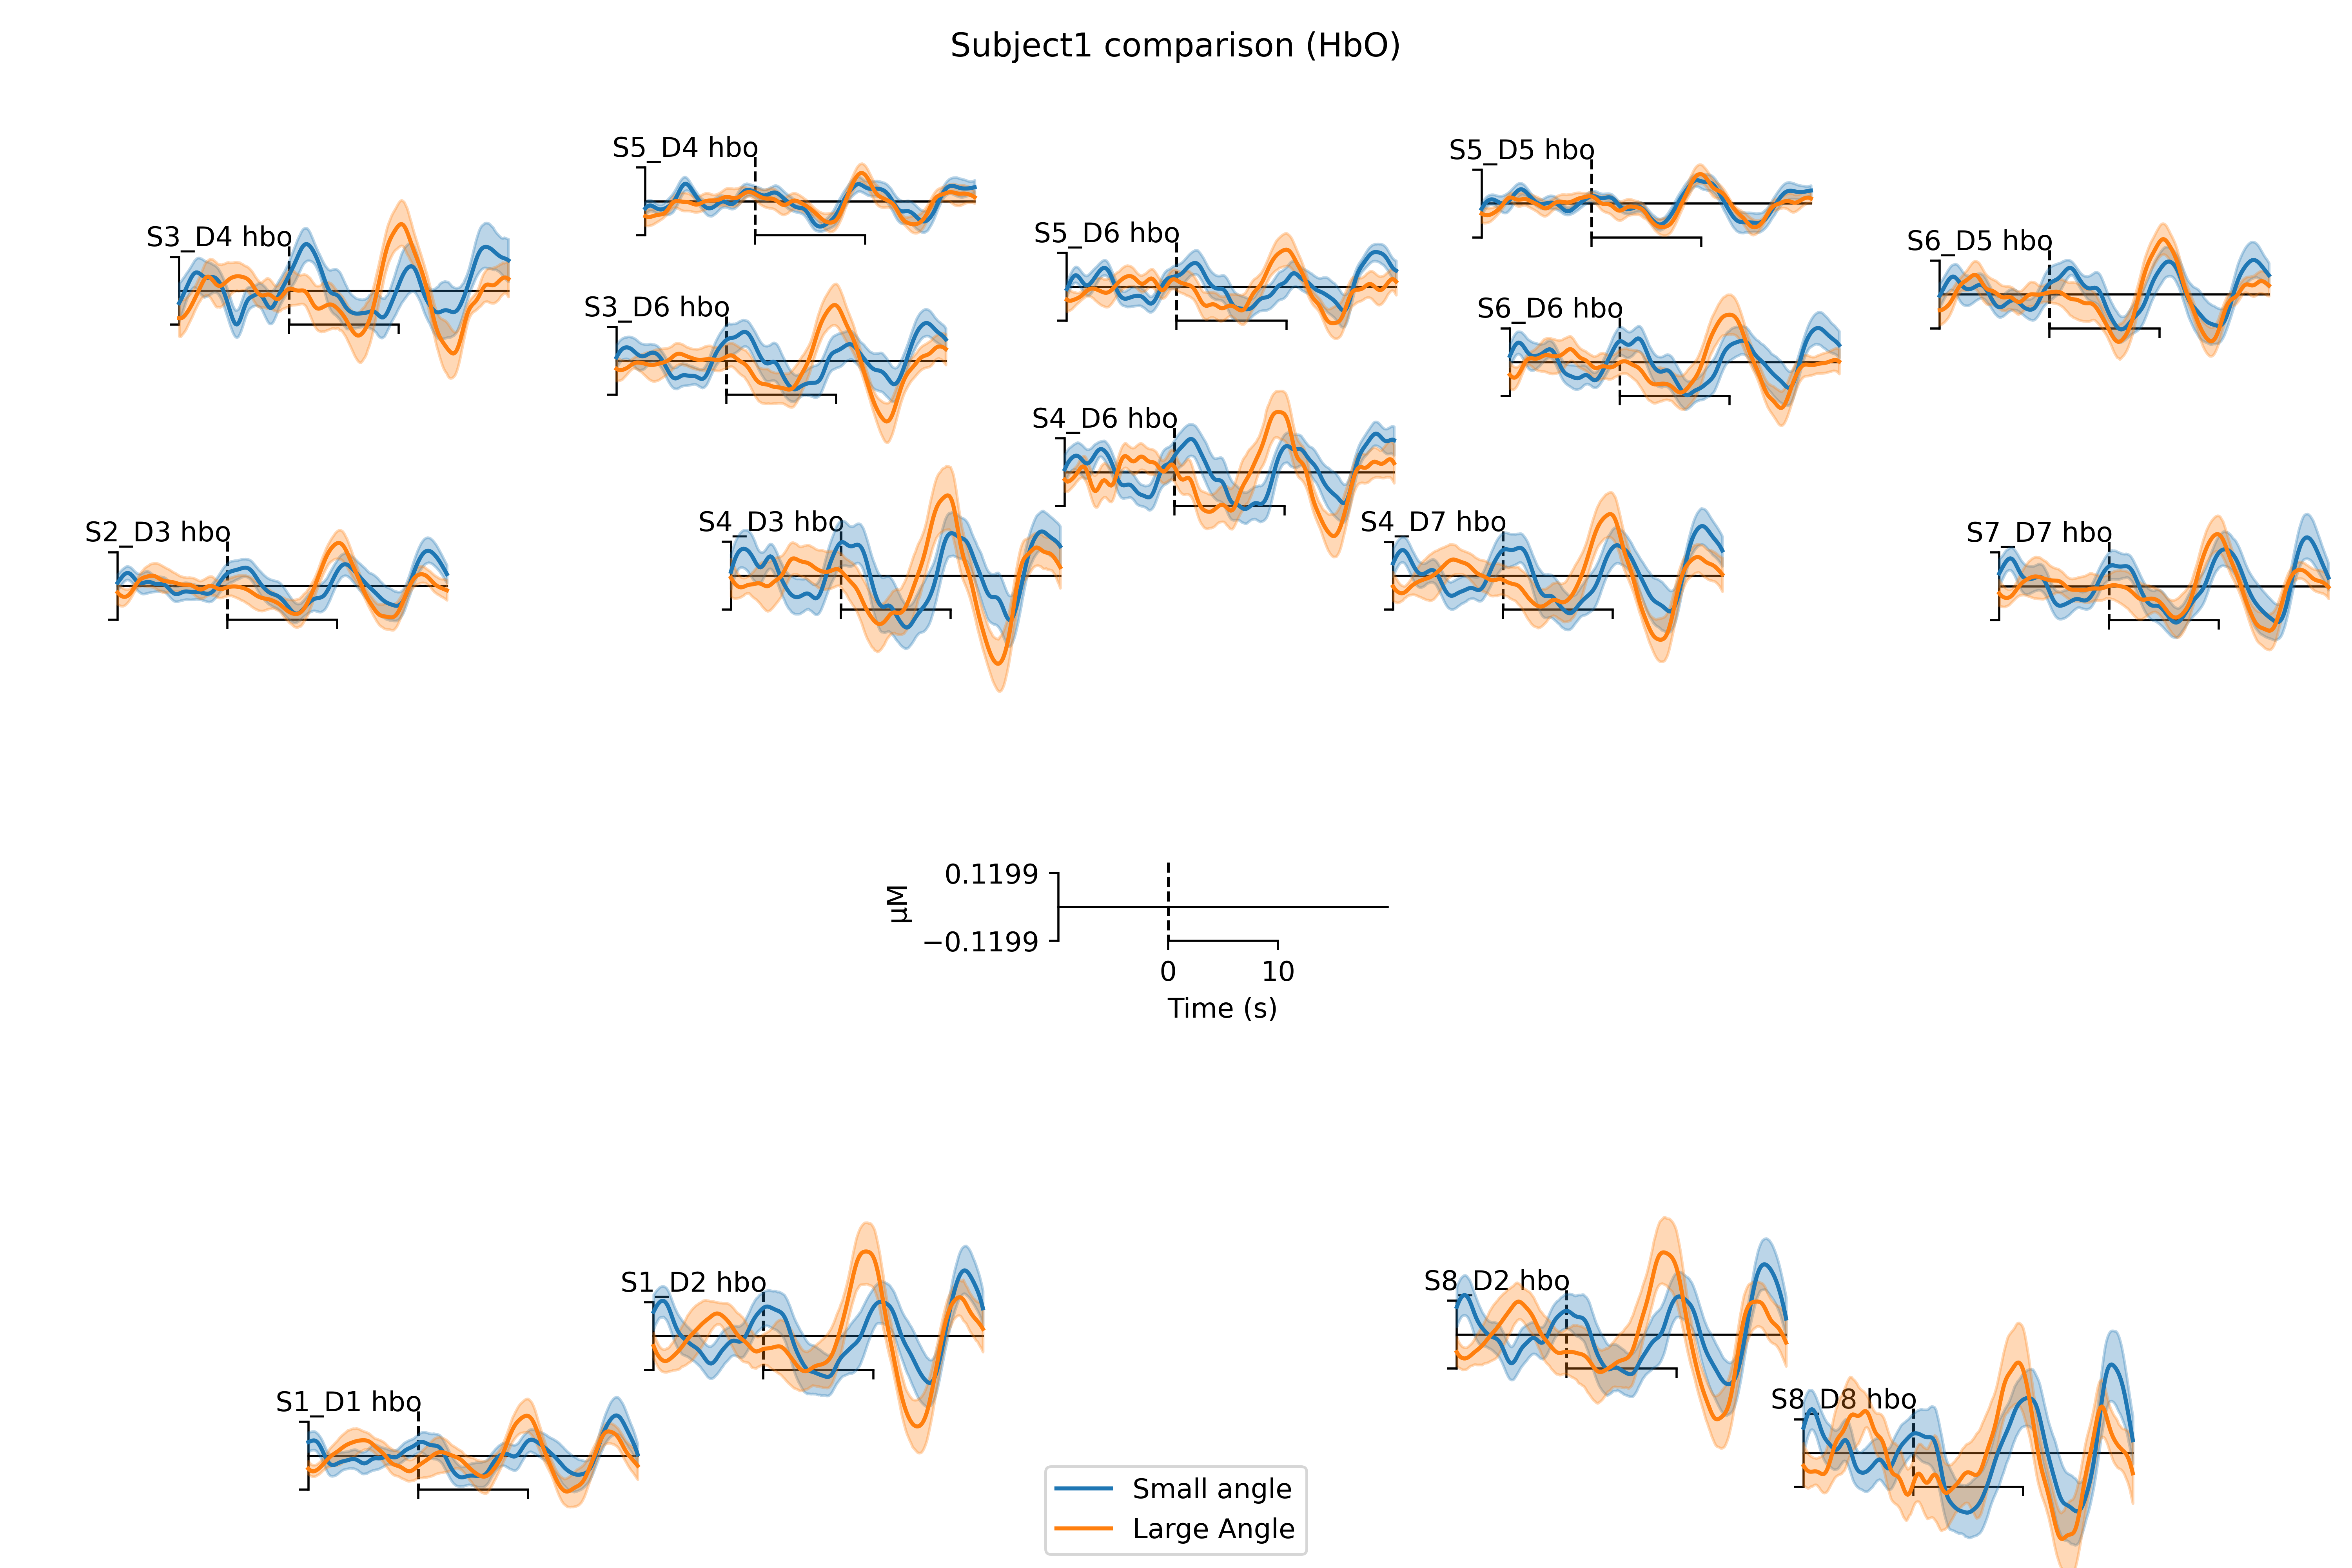 Subject1 comparison (HbO)
S5_D4 hbo
S5_D5 hbo
S3_D4 hbo
S5_D6 hbo
S6_D5 hbo
S3_D6 hbo
S6_D6 hbo
S4_D6 hbo
S2_D3 hbo
S4_D3 hbo
S4_D7 hbo
S7_D7 hbo
0.1199
µM
−0.1199
0 10
Time (s)
S1_D2 hbo
S8_D2 hbo
S1_D1 hbo
S8_D8 hbo
Small angle
Large Angle